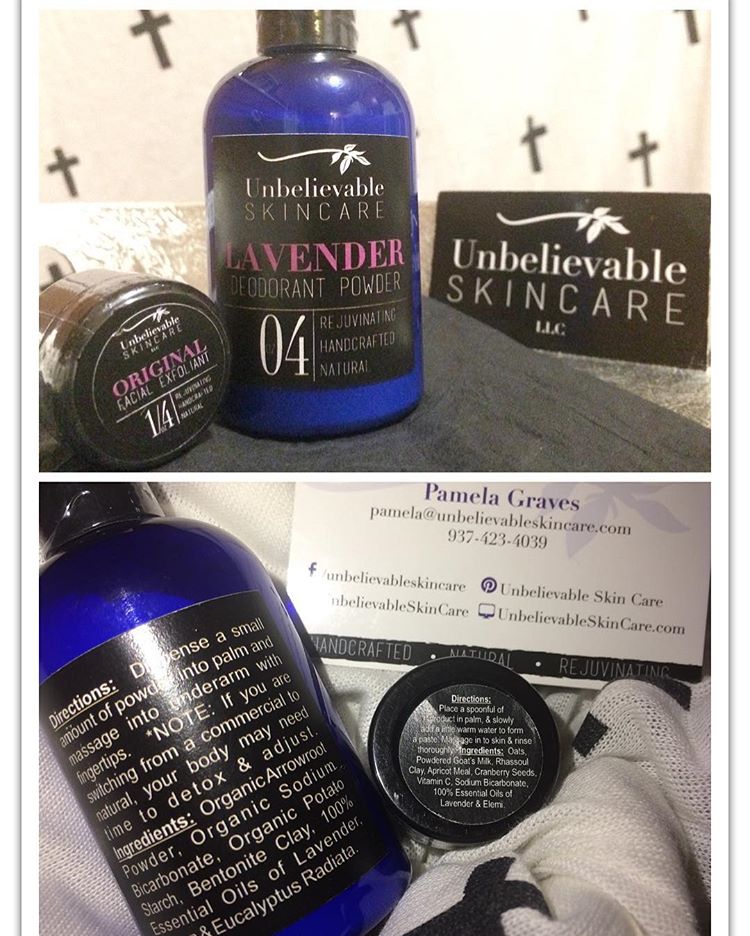 Unbelievable
SKINCARE
LAVENDER
DEODORANT POWDER
04
REJUVINATING
HANDCRAFTED
NATURAL
Unbelievable
SKINCARE
LLC
ORIGINAL
FACIAL EXFOLIANT
1/4
REJUVINATING
HANDCRAFTED
NATURAL
Unbelievable
SKINCARE
LLC
Pamela Graves
pamela@unbelievableskincare.com
937-423-4039
/unbelievableskincare
Unbelievable Skin Care
UnbelievableSkinCare
UnbelievableSkinCare.com
HANDCRAFTED • NATURAL • REJUVINATING
Directions: Dispense a small
amount of powder into palm and
massage into underarm with
fingertips. *NOTE: If you are
switching from a commercial to
natural, your body may need
time to detox & adjust.
Ingredients: Organic Arrowroot
Powder, Organic Sodium
Bicarbonate, Organic Potato
Starch, Bentonite Clay, 100%
Essential Oils of Lavender,
& Eucalyptus Radiata.
Directions:
Place a spoonful of
product in palm, & slowly
add a little warm water to form
a paste. Massage in to skin & rinse
thoroughly. Ingredients: Oats,
Powdered Goat's Milk, Rhassoul
Clay, Apricot Meal, Cranberry Seeds,
Vitamin C, Sodium Bicarbonate,
100% Essential Oils of
Lavender & Elemi